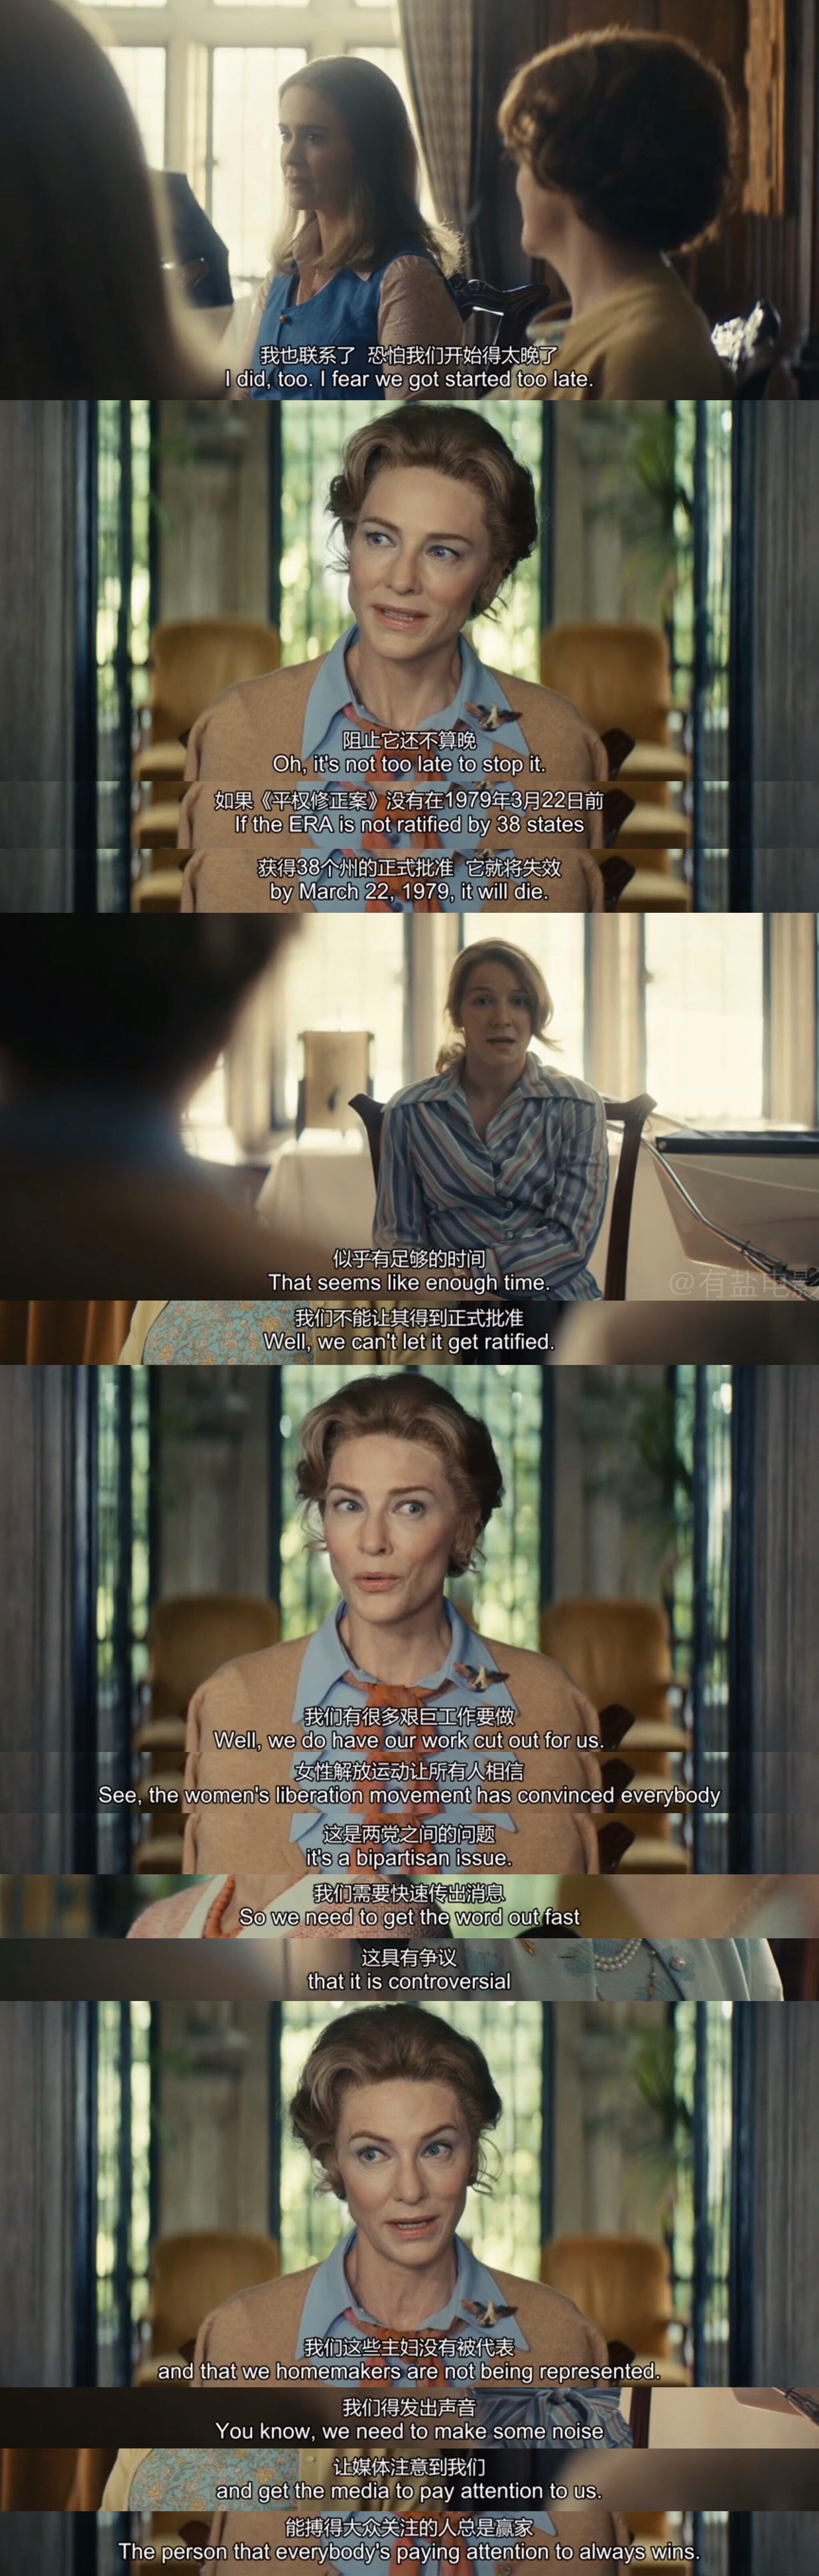 我也联系了 恐怕我们开始得太晚了
I did, too. I fear we got started too late.
阻止它还不算晚
Oh, it's not too late to stop it.
如果《平权修正案》没有在1979年3月22日前
If the ERA is not ratified by 38 states
获得38个州的正式批准 它就将失效
by March 22, 1979, it will die.
似乎有足够的时间
That seems like enough time.
@有盐电影
我们不能让其得到正式批准
Well, we can't let it get ratified.
我们有很多艰巨工作要做
Well, we do have our work cut out for us.
女性解放运动让所有人相信
See, the women's liberation movement has convinced everybody
这是两党之间的问题
it's a bipartisan issue.
我们需要快速传出消息
So we need to get the word out fast
这具有争议
that it is controversial
我们这些主妇没有被代表
and that we homemakers are not being represented.
我们得发出声音
You know, we need to make some noise
让媒体注意到我们
and get the media to pay attention to us.
能搏得大众关注的人总是赢家
The person that everybody's paying attention to always wins.